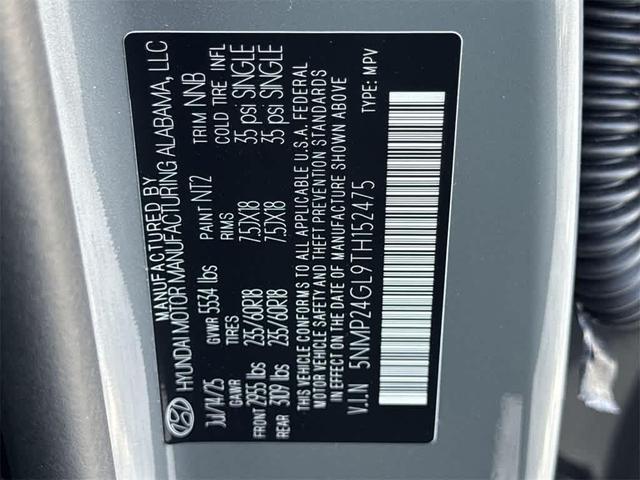 MANUFACTURED BY
HYUNDAI MOTOR MANUFACTURING ALABAMA, LLC
Jul/14/25 GVWR 5534 lbs PAINT NT2 TRIM NNB
GAWR TIRES RIMS COLD TIRE INFL
FRONT 2955 lbs 235/60R18 7.5JX18 35 psi SINGLE
REAR 3109 lbs 235/60R18 7.5JX18 35 psi SINGLE
THIS VEHICLE CONFORMS TO ALL APPLICABLE U.S.A. FEDERAL
MOTOR VEHICLE SAFETY AND THEFT PREVENTION STANDARDS
IN EFFECT ON THE DATE OF MANUFACTURE SHOWN ABOVE
V.I.N 5NMP24GL9TH152475 TYPE: MPV